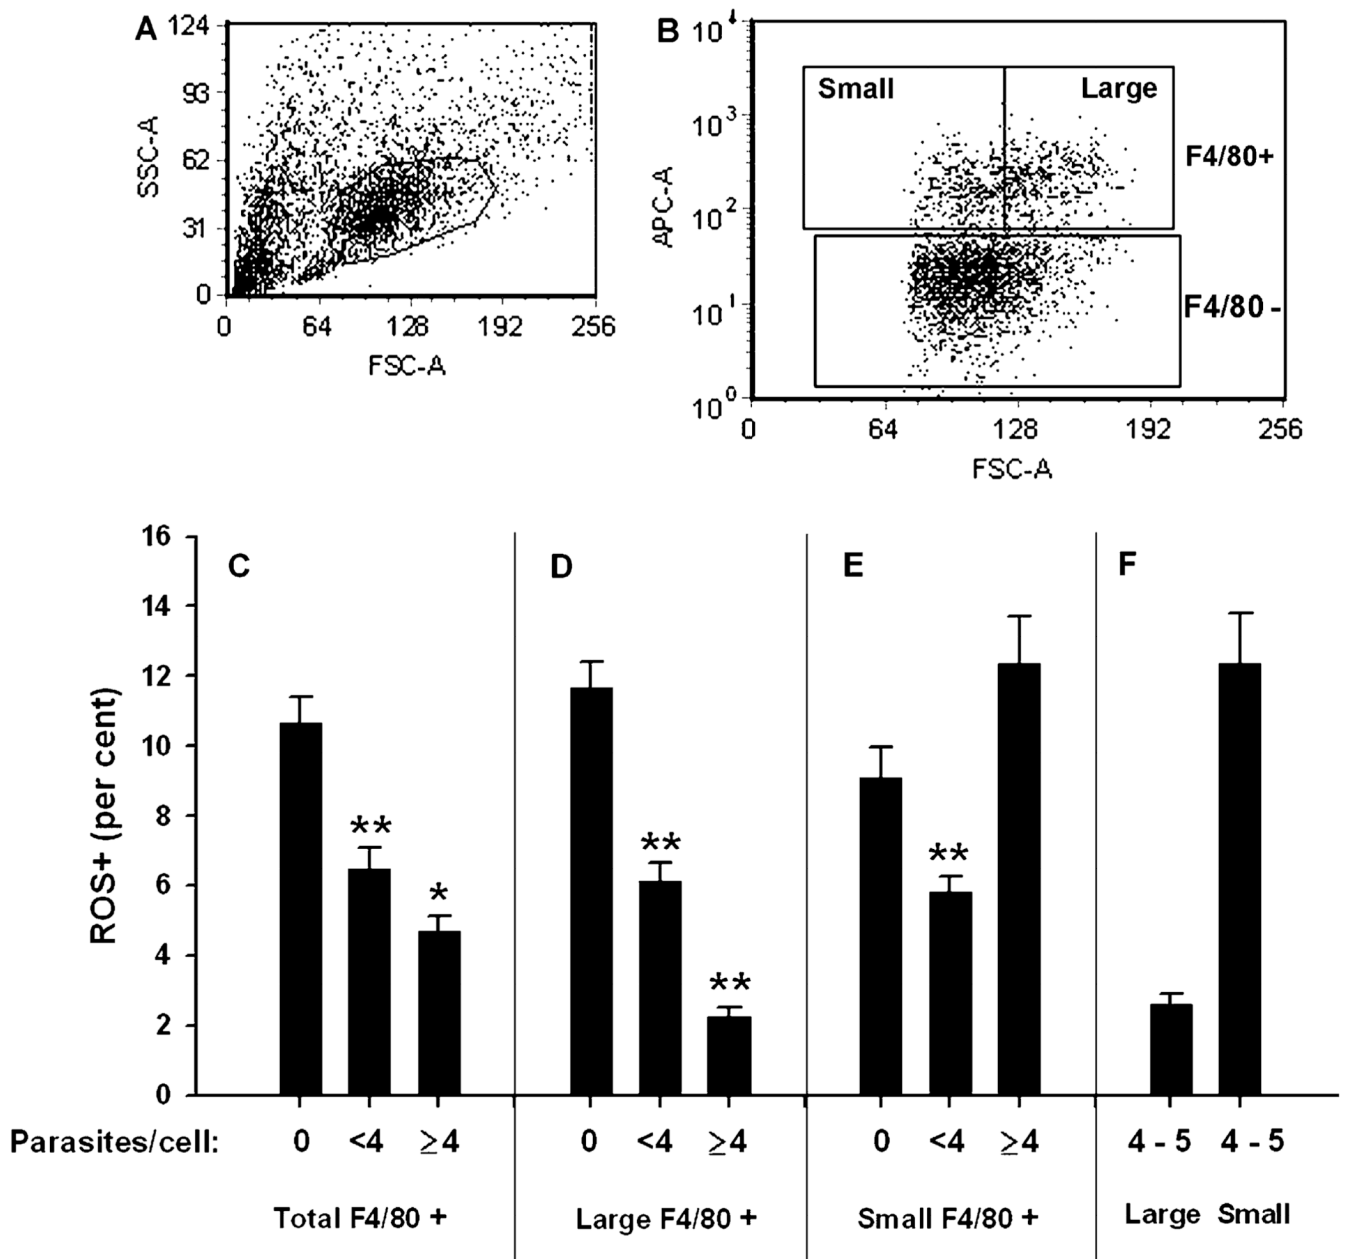 A
124
93
62
31
0
SSC-A
0 64 128 192 256
FSC-A
B
10⁴
10³
10²
10¹
10⁰
APC-A
Small Large
F4/80+
F4/80 -
0 64 128 192 256
FSC-A
C D E F
16
14
12
10
8
6
4
2
0
ROS+ (per cent)
** * ** ** **
Parasites/cell: 0 <4 ≥4 0 <4 ≥4 0 <4 ≥4 4 - 5 4 - 5
Total F4/80 + Large F4/80 + Small F4/80 + Large Small